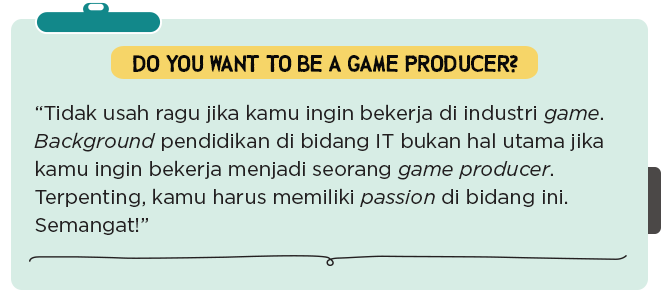 DO YOU WANT TO BE A GAME PRODUCER?
“Tidak usah ragu jika kamu ingin bekerja di industri game.
Background pendidikan di bidang IT bukan hal utama jika
kamu ingin bekerja menjadi seorang game producer.
Terpenting, kamu harus memiliki passion di bidang ini.
Semangat!”